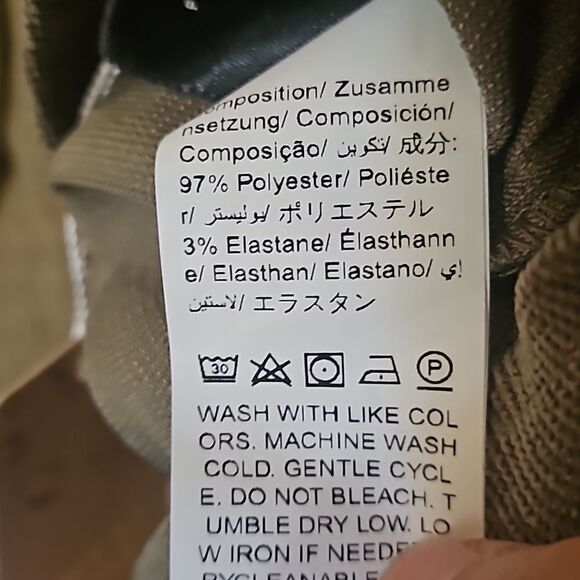 omposition/ Zusamme
nsetzung/ Composición/
Composição/ تكوين/ 成分:
97% Polyester/ Poliéste
r/ بوليستر/ ポリエステル
3% Elastane/ Élasthann
e/ Elasthan/ Elastano/ إي
لاستين/ エラスタン
30 P
WASH WITH LIKE COL
ORS. MACHINE WASH
COLD. GENTLE CYCL
E. DO NOT BLEACH. T
UMBLE DRY LOW. LO
W IRON IF NEEDE